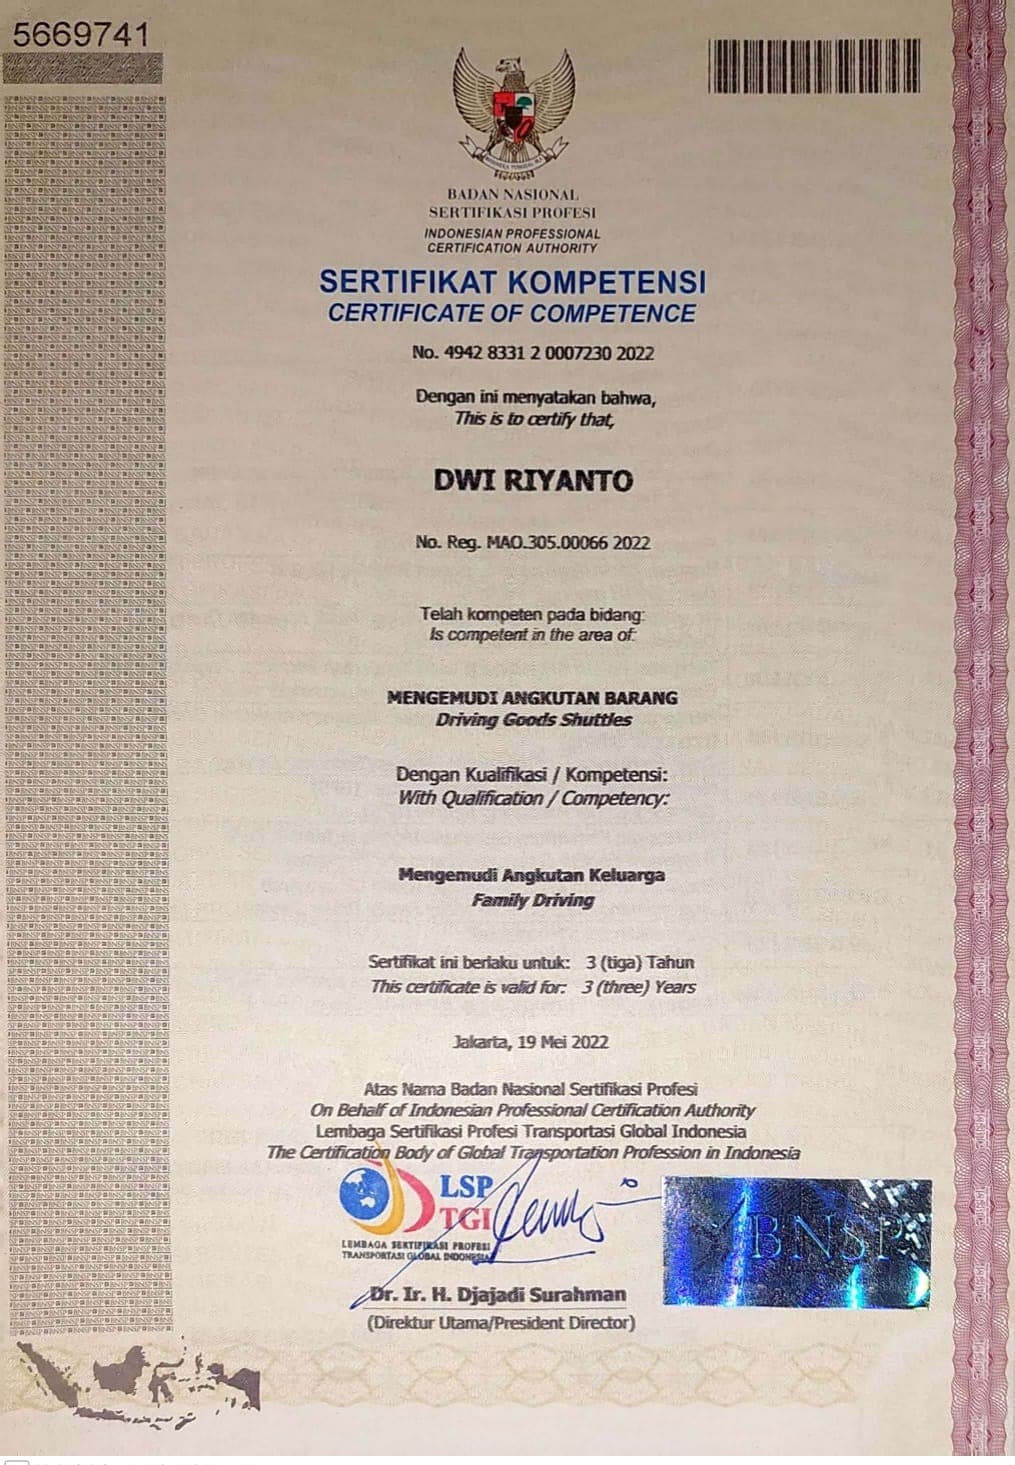 5669741
BADAN NASIONAL
SERTIFIKASI PROFESI
INDONESIAN PROFESSIONAL
CERTIFICATION AUTHORITY
SERTIFIKAT KOMPETENSI
CERTIFICATE OF COMPETENCE
No. 4942 8331 2 0007230 2022
Dengan ini menyatakan bahwa,
This is to certify that,
DWI RIYANTO
No. Reg. MAO.305.00066 2022
Telah kompeten pada bidang:
Is competent in the area of:
MENGEMUDI ANGKUTAN BARANG
Driving Goods Shuttles
Dengan Kualifikasi / Kompetensi:
With Qualification / Competency:
Mengemudi Angkutan Keluarga
Family Driving
Sertifikat ini berlaku untuk: 3 (tiga) Tahun
This certificate is valid for: 3 (three) Years
Jakarta, 19 Mei 2022
Atas Nama Badan Nasional Sertifikasi Profesi
On Behalf of Indonesian Professional Certification Authority
Lembaga Sertifikasi Profesi Transportasi Global Indonesia
The Certification Body of Global Transportation Profession in Indonesia
LSP
TGI
LEMBAGA SERTIFIKASI PROFESI
TRANSPORTASI GLOBAL INDONESIA
BNSP
Dr. Ir. H. Djajadi Surahman
(Direktur Utama/President Director)